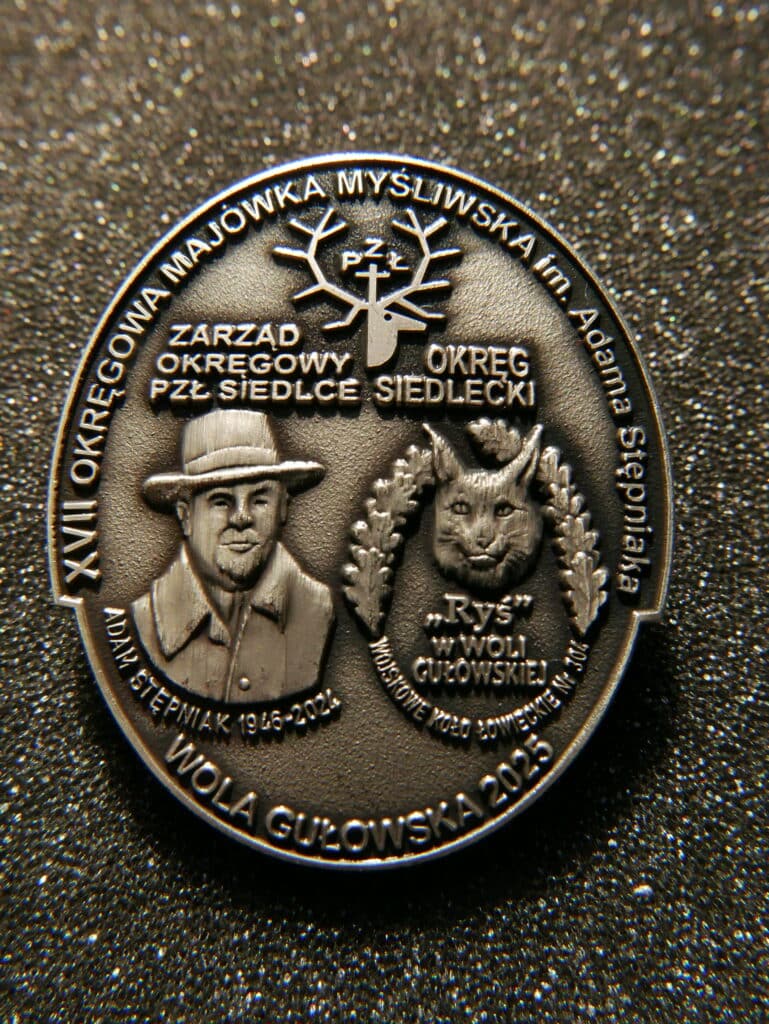 XVII OKRĘGOWA MAJÓWKA MYŚLIWSKA im. Adama Stępniaka
PZŁ
ZARZĄD
OKRĘGOWY
PZŁ SIEDLCE
OKRĘG
SIEDLECKI
ADAM STĘPNIAK 1946-2024
„Ryś”
W WOLI
GUŁOWSKIEJ
WOJSKOWE KOŁO ŁOWIECKIE Nr 304
WOLA GUŁOWSKA 2025